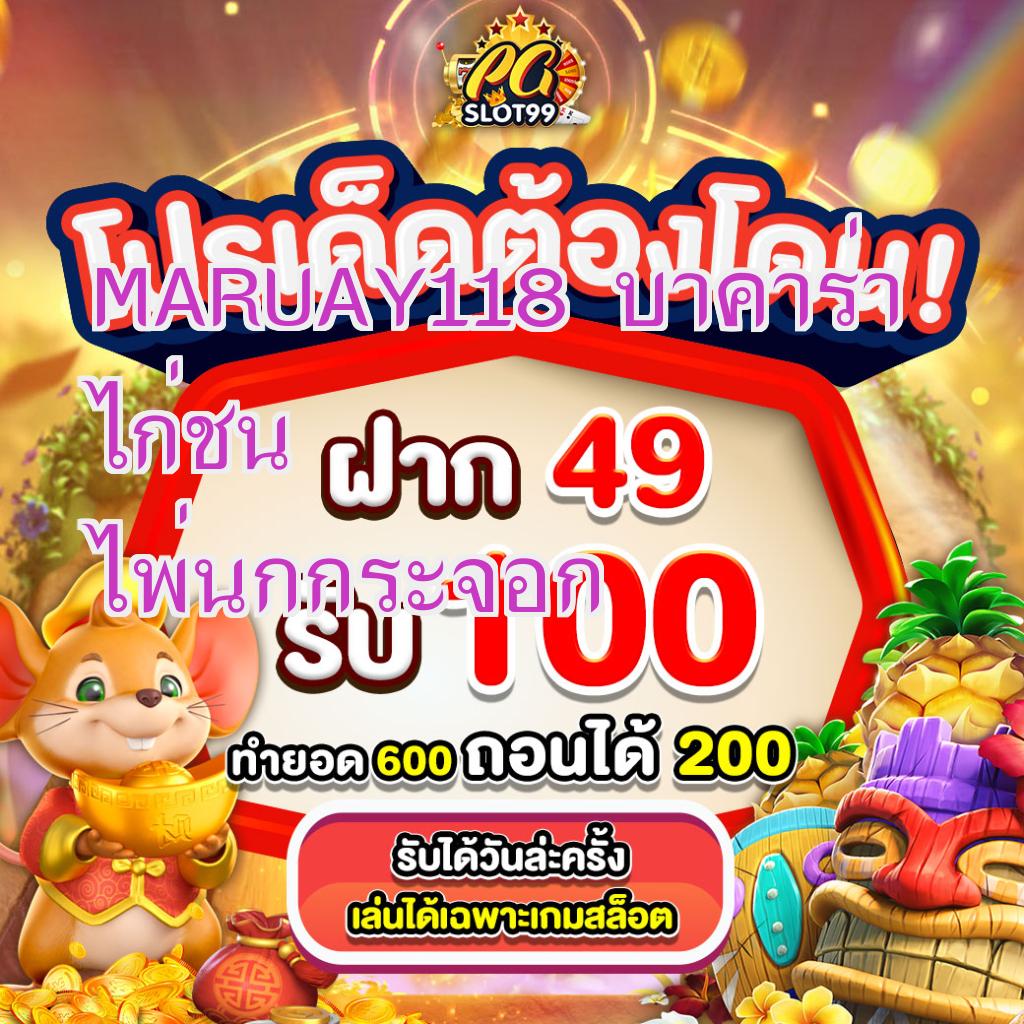 PG
SLOT99
โปรเด็ดต้องโดน!
MARUAY118 บาคาร่า
ไก่ชน
ฝาก 49
ไพ่นกกระจอก
รับ 100
ทำยอด 600 ถอนได้ 200
รับได้วันล่ะครั้ง
เล่นได้เฉพาะเกมสล็อต